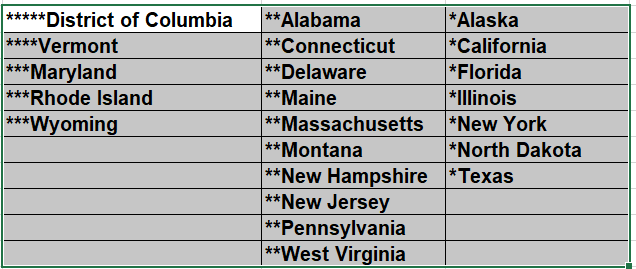 *****District of Columbia **Alabama *Alaska
****Vermont **Connecticut *California
***Maryland **Delaware *Florida
***Rhode Island **Maine *Illinois
***Wyoming **Massachusetts *New York
**Montana *North Dakota
**New Hampshire *Texas
**New Jersey
**Pennsylvania
**West Virginia